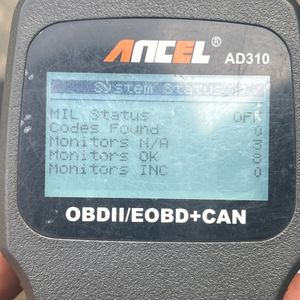 ANCEL®
AD310
System Status
MIL Status OFF
Codes Found 0
Monitors N/A 3
Monitors OK 8
Monitors INC 0
OBDII/EOBD+CAN